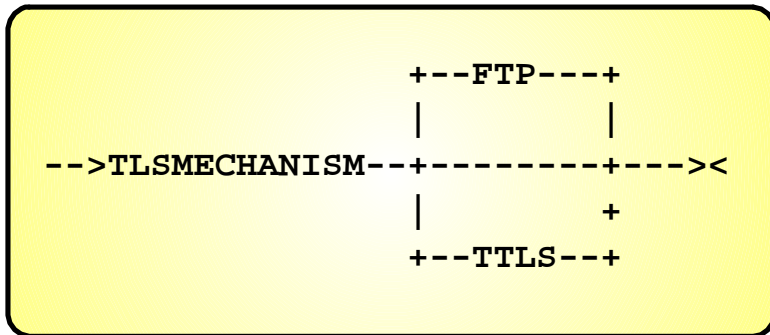 +--FTP---+
|        |
-->TLSMECHANISM--+--------+---><
|        +
+--TTLS--+